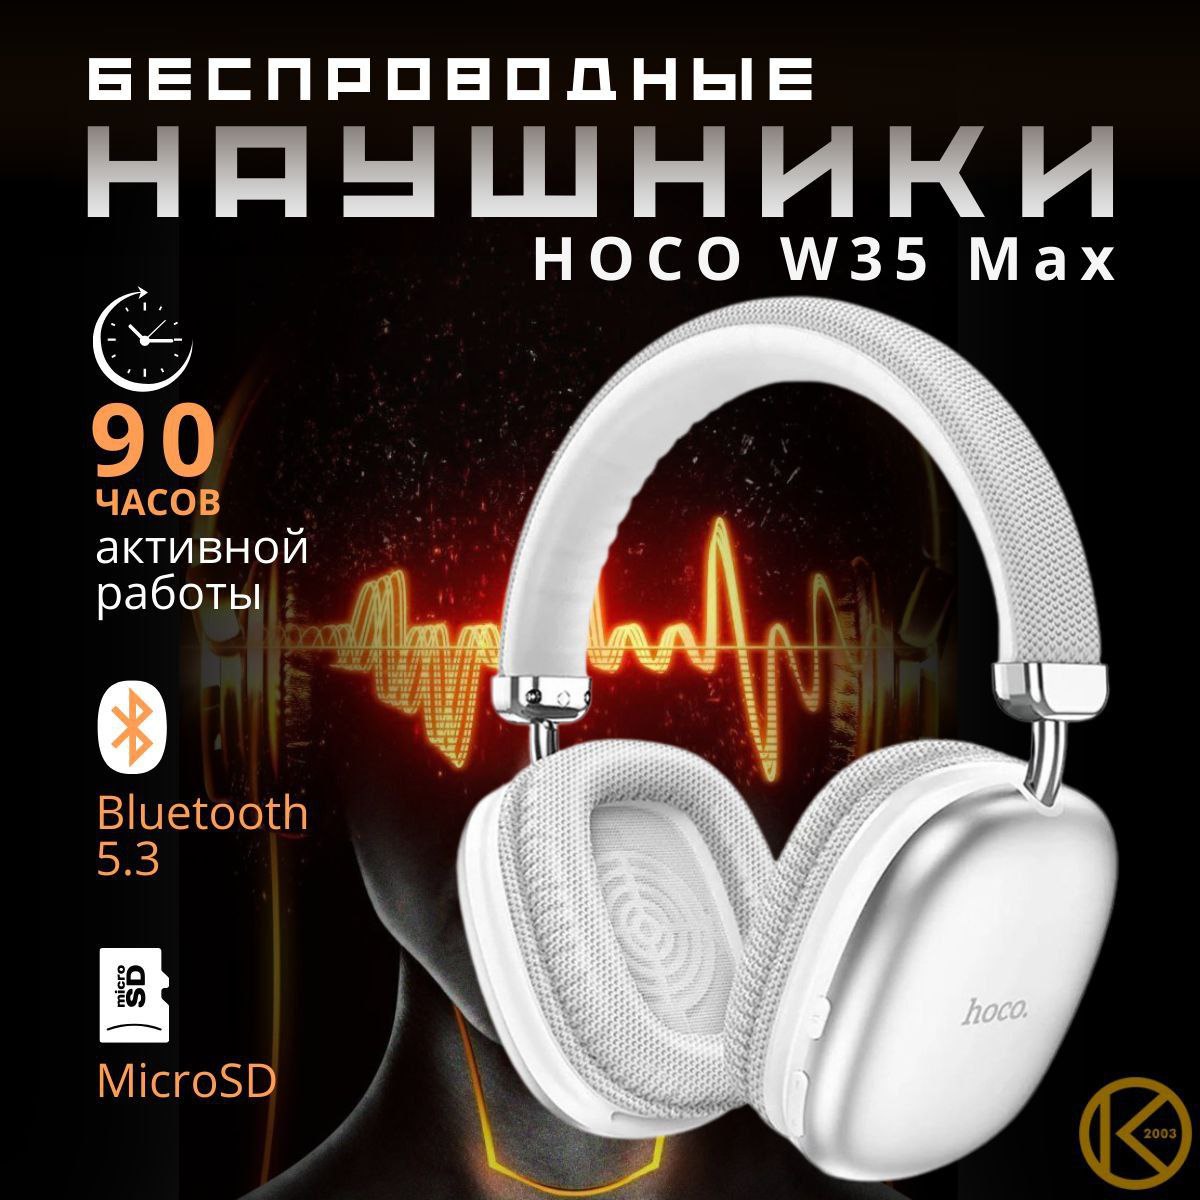 БЕСПРОВОДНЫЕ
НАУШНИКИ
HOCO W35 Max
90
ЧАСОВ
активной
работы
Bluetooth
5.3
micro
SD
MicroSD
hoco.
K 2003